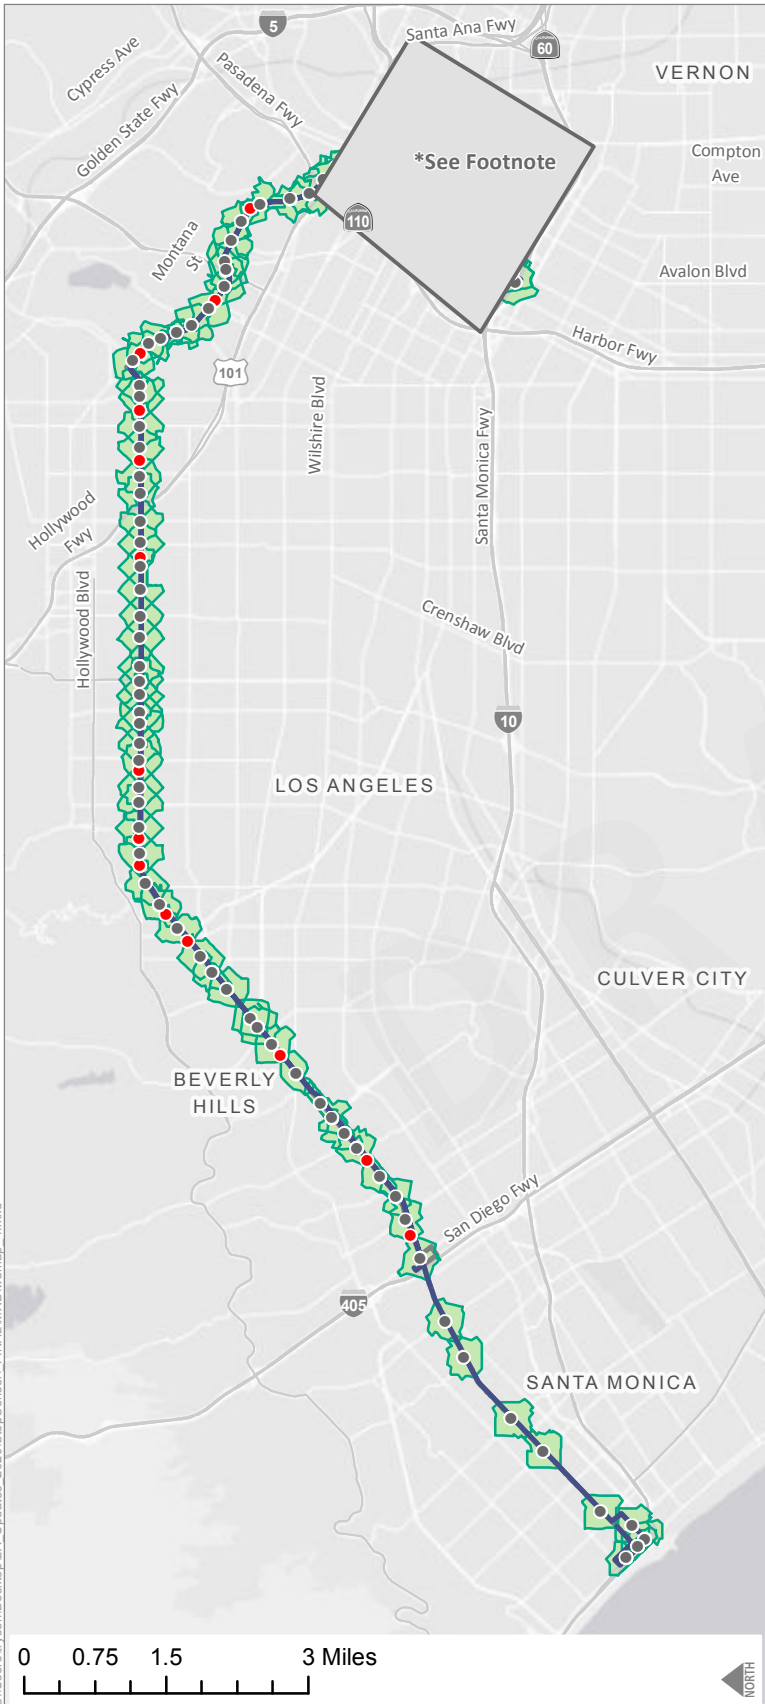 5
Santa Ana Fwy
60
Cypress Ave
Pasadena Fwy
VERNON
Golden State Fwy
*See Footnote
Compton
Ave
110
Montana
St
Avalon Blvd
Harbor Fwy
101
Wilshire Blvd
Santa Monica Fwy
Hollywood
Fwy
Hollywood Blvd
Crenshaw Blvd
10
LOS ANGELES
CULVER CITY
BEVERLY
HILLS
San Diego Fwy
405
SANTA MONICA
0 0.75 1.5 3 Miles
NORTH